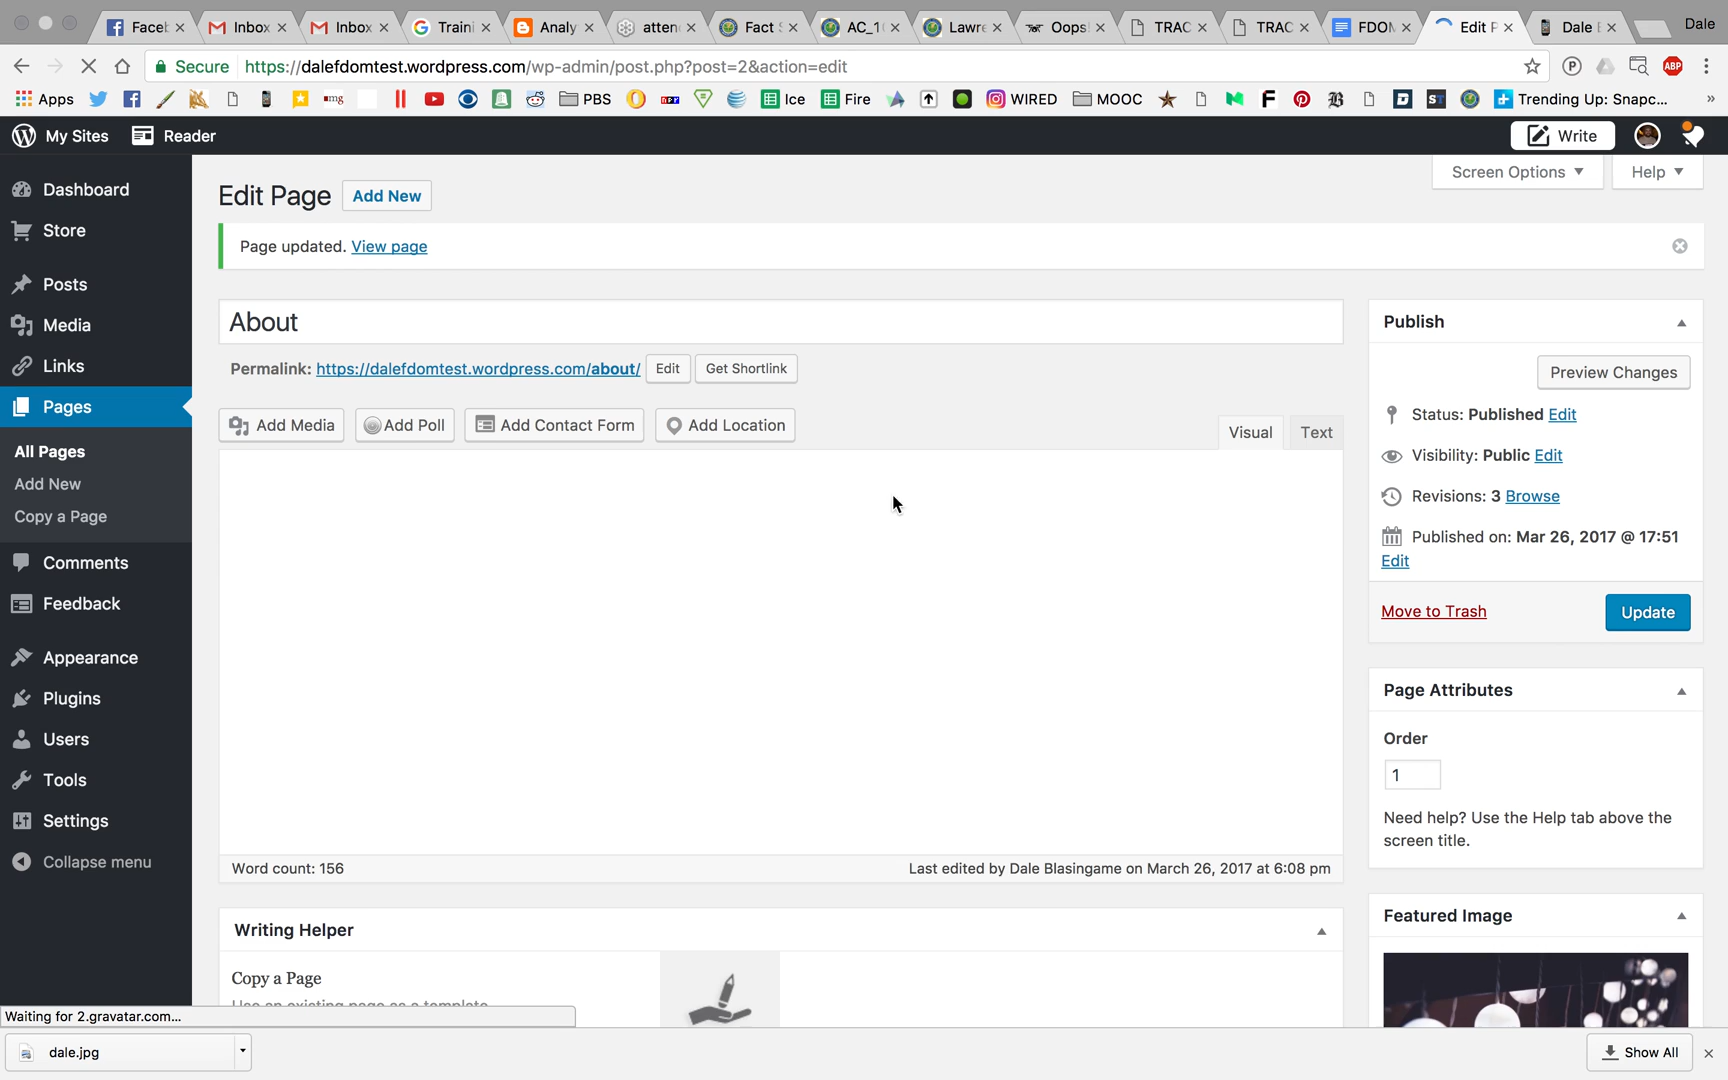 Faceb Inbox Inbox Traini Analy atten Fact S AC_1 Lawre Oops! TRAC TRAC FDOM Edit P Dale B Dale
Secure https://dalefdomtest.wordpress.com/wp-admin/post.php?post=2&action=edit
Apps PBS Ice Fire WIRED MOOC Trending Up: Snapc... »
My Sites Reader Write
Screen Options Help
Dashboard
Store
Posts
Media
Links
Pages
All Pages
Add New
Copy a Page
Comments
Feedback
Appearance
Plugins
Users
Tools
Settings
Collapse menu
Edit Page Add New
Page updated. View page
About
Permalink: https://dalefdomtest.wordpress.com/about/ Edit Get Shortlink
Add Media Add Poll Add Contact Form Add Location Visual Text
Word count: 156 Last edited by Dale Blasingame on March 26, 2017 at 6:08 pm
Writing Helper
Copy a Page
Use an existing page as a template
Publish
Preview Changes
Status: Published Edit
Visibility: Public Edit
Revisions: 3 Browse
Published on: Mar 26, 2017 @ 17:51
Edit
Move to Trash Update
Page Attributes
Order
1
Need help? Use the Help tab above the
screen title.
Featured Image
Waiting for 2.gravatar.com...
dale.jpg Show All